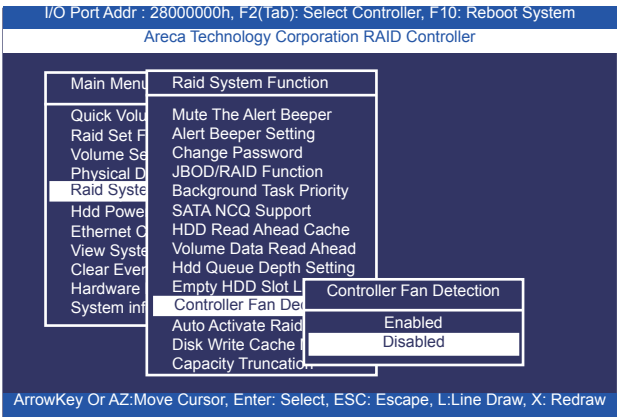 I/O Port Addr : 28000000h, F2(Tab): Select Controller, F10: Reboot System
Areca Technology Corporation RAID Controller
Main Menu
Quick Volu
Raid Set F
Volume Se
Physical D
Raid Syste
Hdd Powe
Ethernet C
View Syste
Clear Even
Hardware
System inf
Raid System Function
Mute The Alert Beeper
Alert Beeper Setting
Change Password
JBOD/RAID Function
Background Task Priority
SATA NCQ Support
HDD Read Ahead Cache
Volume Data Read Ahead
Hdd Queue Depth Setting
Empty HDD Slot L
Controller Fan Dec
Auto Activate Raid
Disk Write Cache
Capacity Truncation
Controller Fan Detection
Enabled
Disabled
ArrowKey Or AZ:Move Cursor, Enter: Select, ESC: Escape, L:Line Draw, X: Redraw